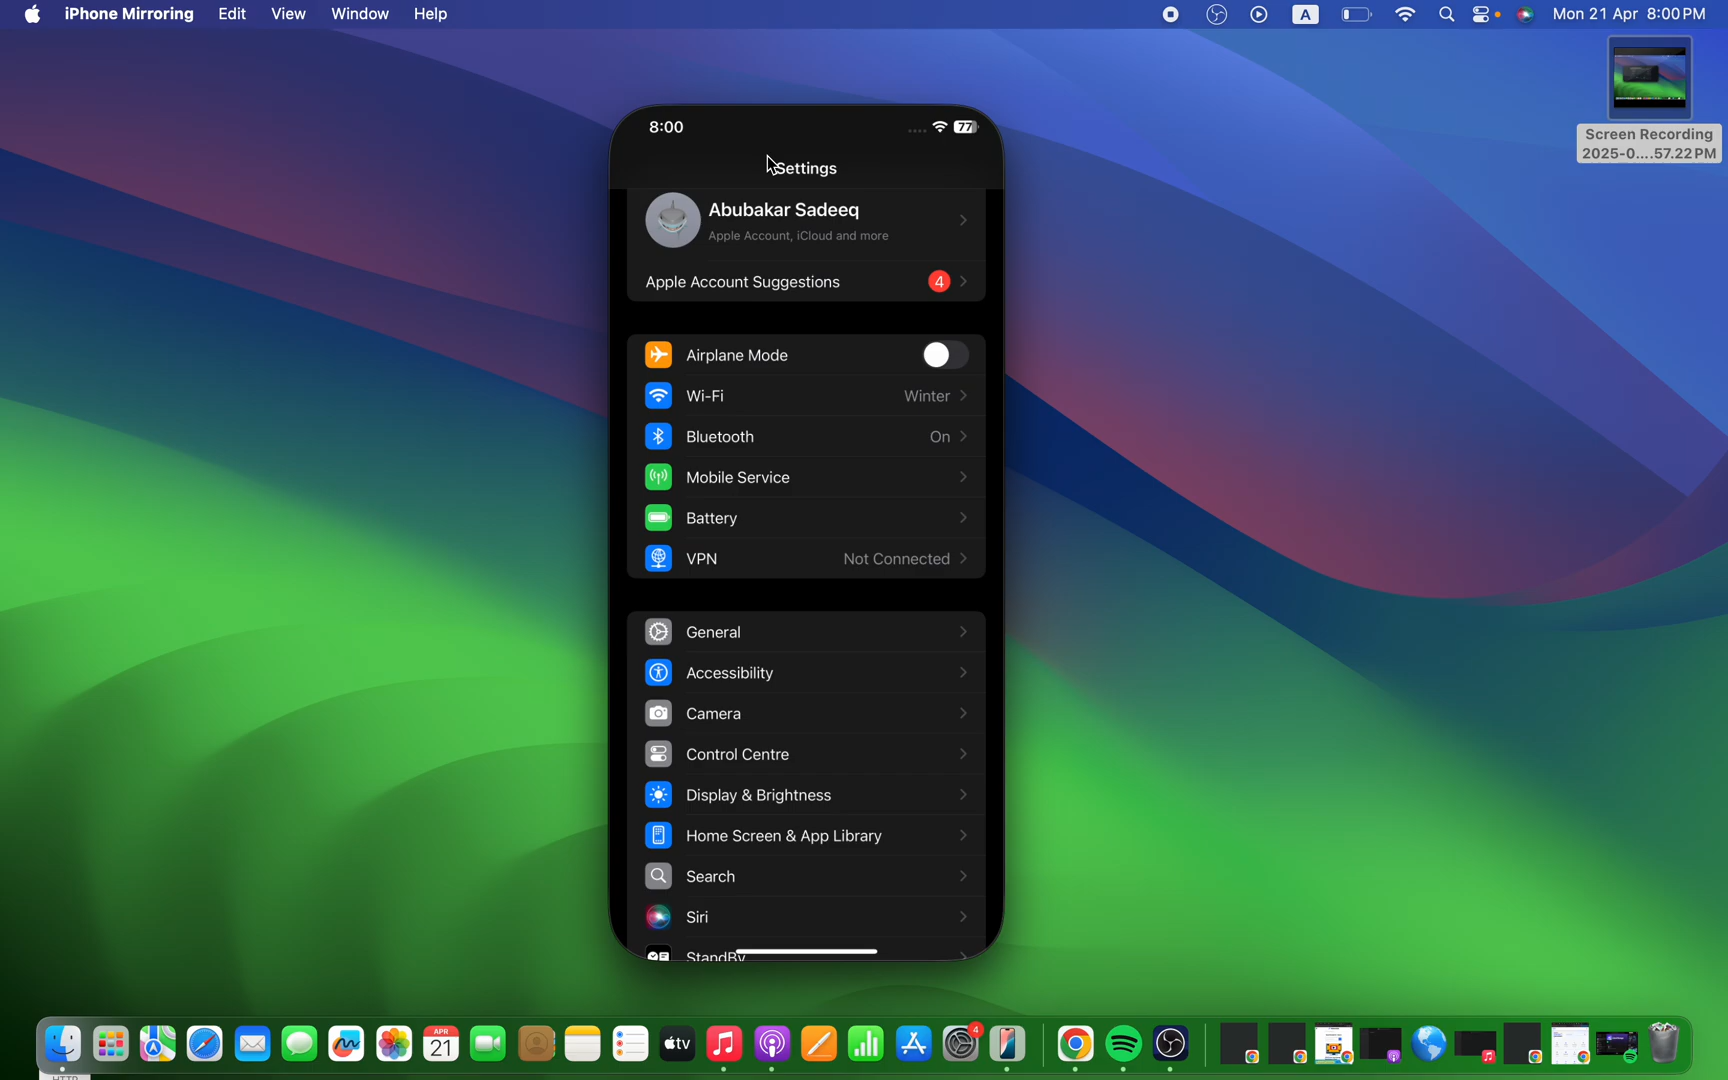 iPhone Mirroring Edit View Window Help A Mon 21 Apr 8:00 PM
Screen Recording
2025-0....57.22 PM
8:00 77
Settings
Abubakar Sadeeq
Apple Account, iCloud and more
Apple Account Suggestions 4
Airplane Mode
Wi-Fi Winter
Bluetooth On
Mobile Service
Battery
VPN Not Connected
General
Accessibility
Camera
Control Centre
Display & Brightness
Home Screen & App Library
Search
Siri
StandBy
APR
21
tv
4
HTTP